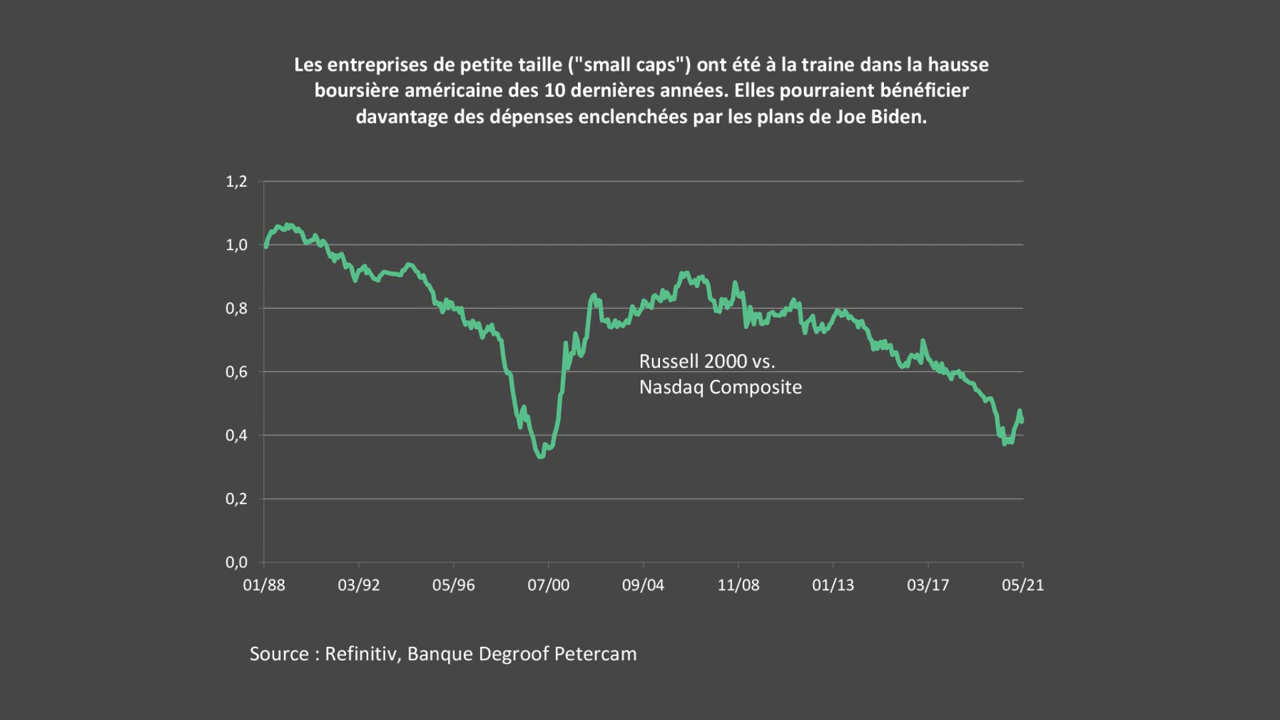 Les entreprises de petite taille ("small caps") ont été à la traine dans la hausse
boursière américaine des 10 dernières années. Elles pourraient bénéficier
davantage des dépenses enclenchées par les plans de Joe Biden.
1,2
1,0
0,8
0,6
0,4
0,2
0,0
Russell 2000 vs.
Nasdaq Composite
01/88 03/92 05/96 07/00 09/04 11/08 01/13 03/17 05/21
Source : Refinitiv, Banque Degroof Petercam